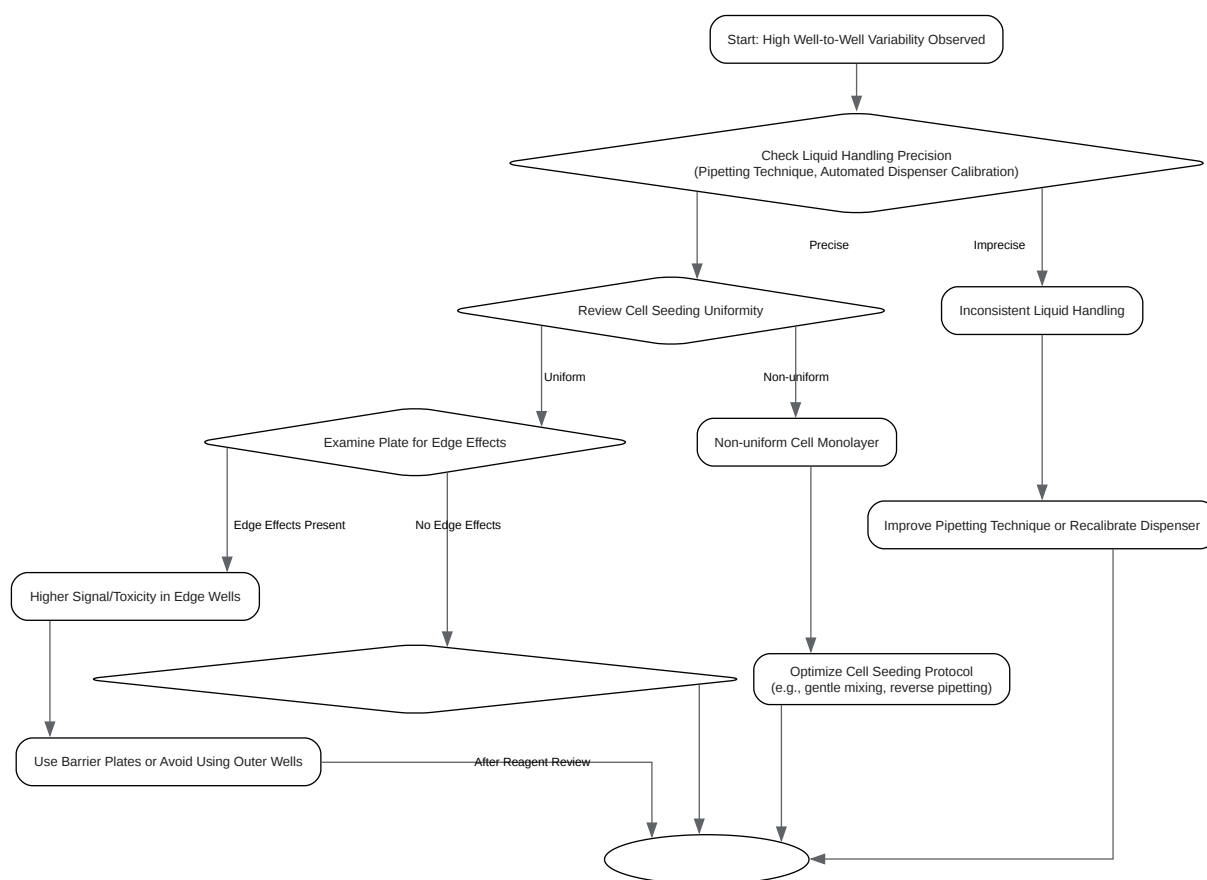 Start: High Well-to-Well Variability Observed
Check Liquid Handling Precision
(Pipetting Technique, Automated Dispenser Calibration)
Precise
Imprecise
Review Cell Seeding Uniformity
Inconsistent Liquid Handling
Uniform
Non-uniform
Examine Plate for Edge Effects
Non-uniform Cell Monolayer
Edge Effects Present
No Edge Effects
Improve Pipetting Technique or Recalibrate Dispenser
Higher Signal/Toxicity in Edge Wells
Optimize Cell Seeding Protocol
(e.g., gentle mixing, reverse pipetting)
Use Barrier Plates or Avoid Using Outer Wells
After Reagent Review